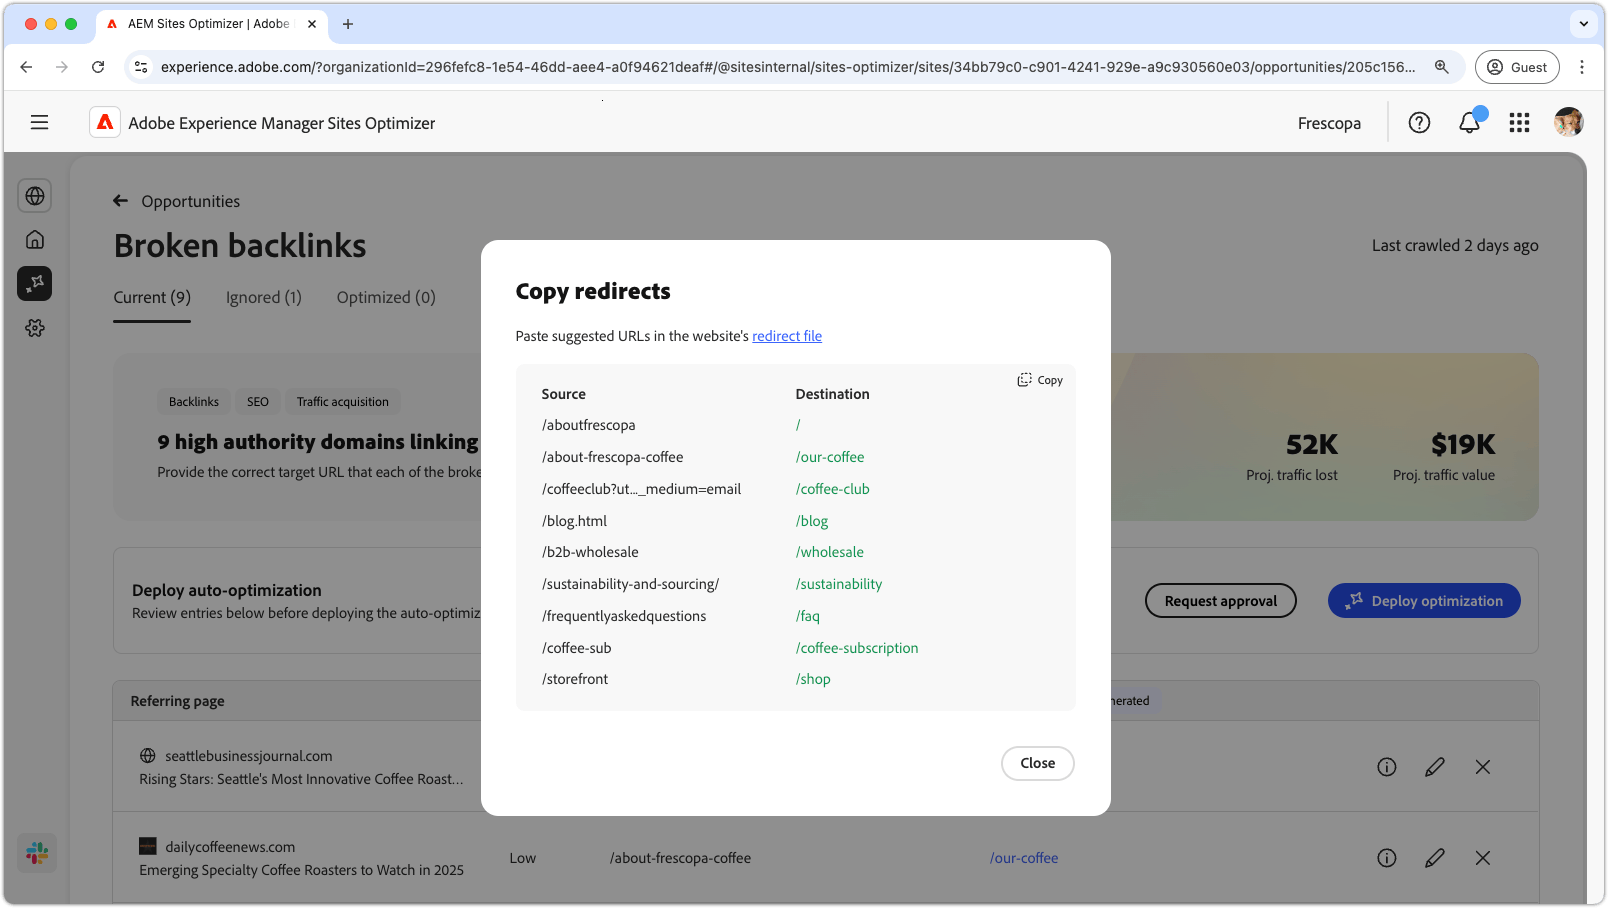 AEM Sites Optimizer | Adobe
experience.adobe.com/?organizationId=296fefc8-1e54-46dd-aee4-a0f94621deaf#/@sitesinternal/sites-optimizer/sites/34bb79c0-c901-4241-929e-a9c930560e03/opportunities/205c156...
Guest
Adobe Experience Manager Sites Optimizer
Frescopa
Opportunities
Broken backlinks
Last crawled 2 days ago
Current (9)
Ignored (1)
Optimized (0)
Backlinks
SEO
Traffic acquisition
9 high authority domains linking
Provide the correct target URL that each of the broke
52K
Proj. traffic lost
$19K
Proj. traffic value
Deploy auto-optimization
Review entries below before deploying the auto-optimiz
Request approval
Deploy optimization
Copy redirects
Paste suggested URLs in the website's redirect file
Copy
Source Destination
/aboutfrescopa /
/about-frescopa-coffee /our-coffee
/coffeeclub?ut..._medium=email /coffee-club
/blog.html /blog
/b2b-wholesale /wholesale
/sustainability-and-sourcing/ /sustainability
/frequentlyaskedquestions /faq
/coffee-sub /coffee-subscription
/storefront /shop
Close
Referring page
nerated
seattlebusinessjournal.com
Rising Stars: Seattle's Most Innovative Coffee Roast...
dailycoffeenews.com
Emerging Specialty Coffee Roasters to Watch in 2025
Low
/about-frescopa-coffee
/our-coffee